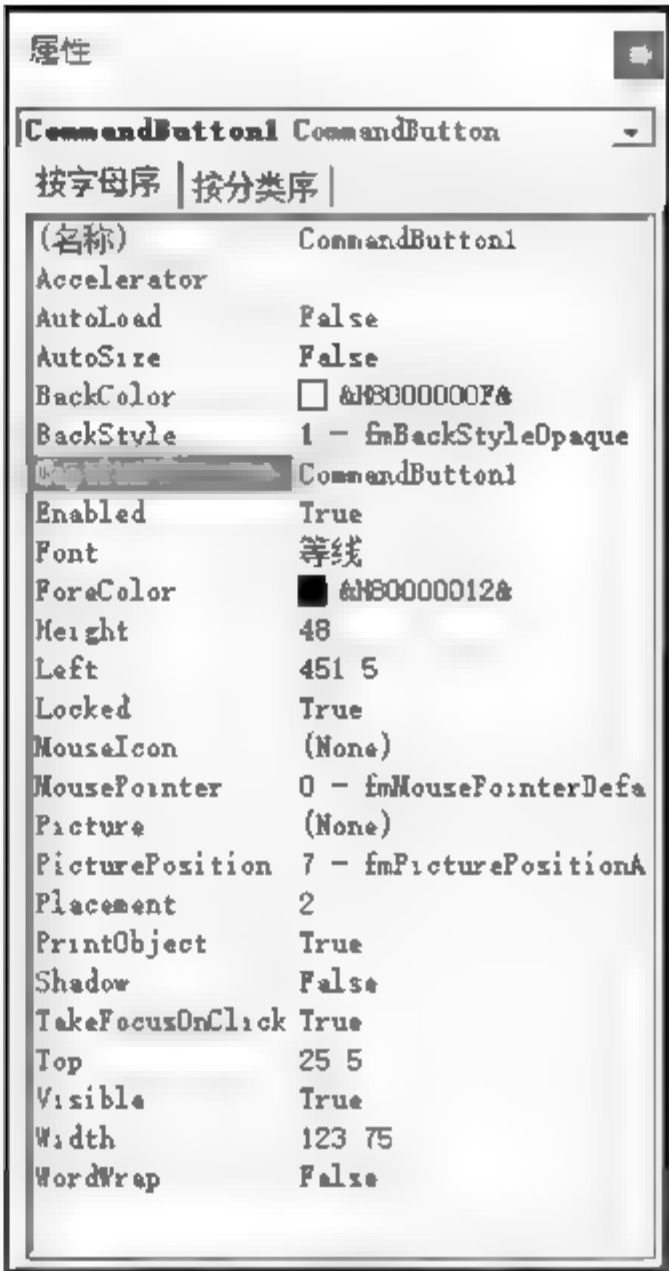 属性
CommandButton1 CommandButton
按字母序 按分类序
(名称) CommandButton1
Accelerator
AutoLoad False
AutoSize False
BackColor &H8000000F&
BackStyle 1 - fmBackStyleOpaque
CommandButton1
Enabled True
Font 等线
ForeColor &H80000012&
Height 48
Left 451 5
Locked True
MouseIcon (None)
MousePointer 0 - fmMousePointerDefa
Picture (None)
PicturePosition 7 - fmPicturePositionA
Placement 2
PrintObject True
Shadow False
TakeFocusOnClick True
Top 25 5
Visible True
Width 123 75
WordWrap False